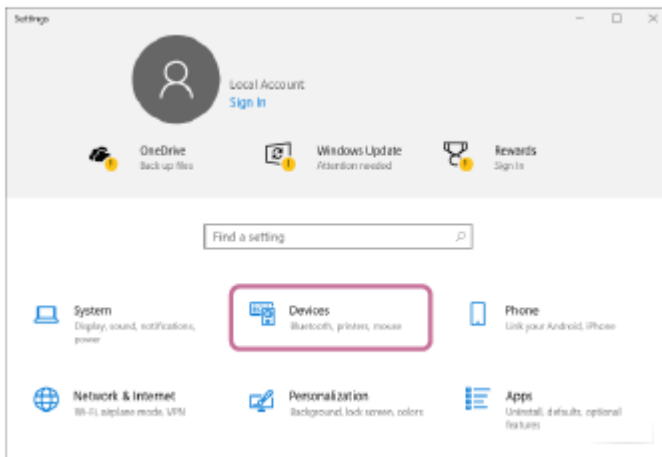 Settings
Local Account
Sign In
OneDrive
Back up files
Windows Update
Attention needed
Rewards
Sign In
Find a setting
System
Display, sound, notifications,
power
Devices
Bluetooth, printers, mouse
Phone
Link your Android, iPhone
Network & Internet
Wi-Fi, airplane mode, VPN
Personalization
Background, lock screen, colors
Apps
Uninstall, defaults, optional
features